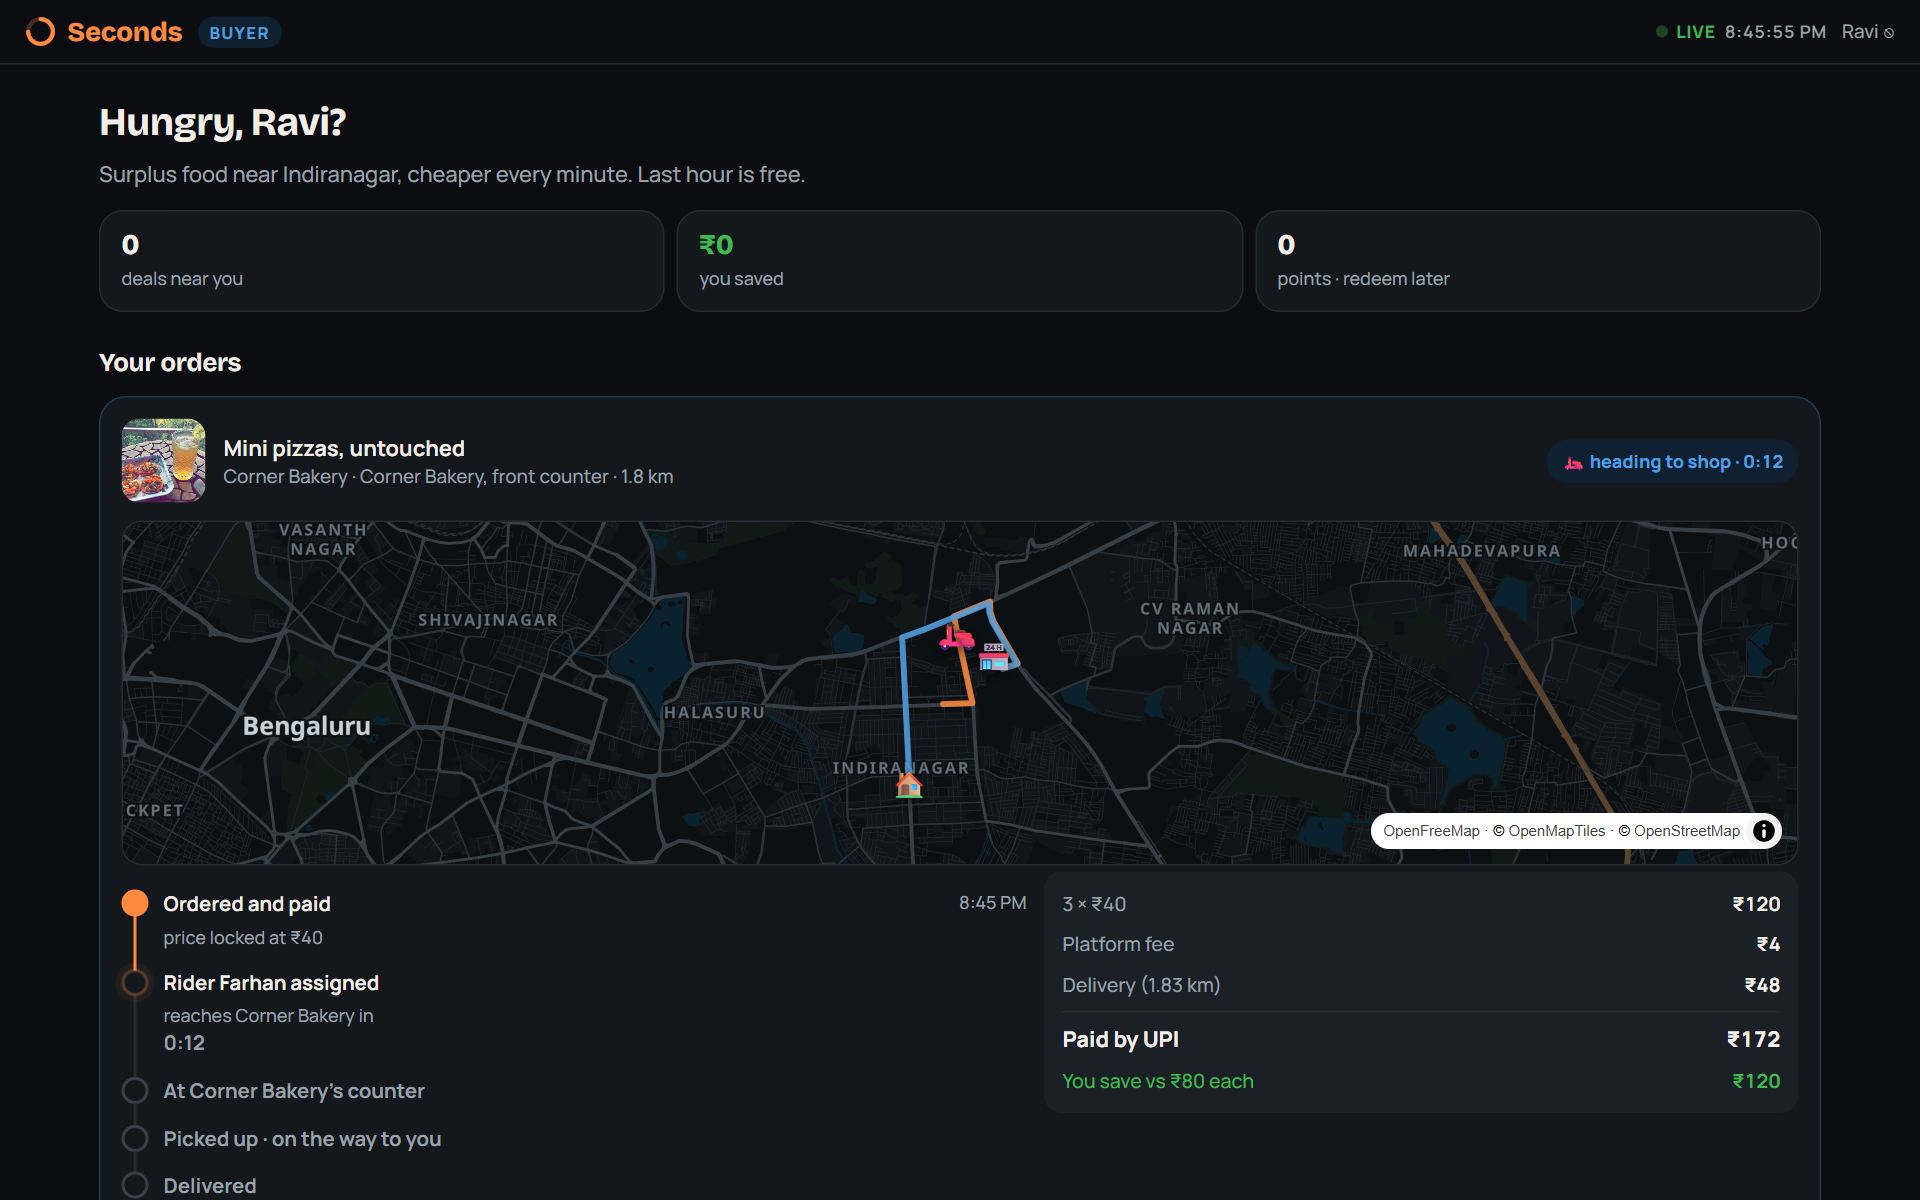 Seconds
BUYER
LIVE 8:45:55 PM Ravi
Hungry, Ravi?
Surplus food near Indiranagar, cheaper every minute. Last hour is free.
0
deals near you
₹0
you saved
0
points · redeem later
Your orders
Mini pizzas, untouched
Corner Bakery · Corner Bakery, front counter · 1.8 km
heading to shop · 0:12
VASANTH
NAGAR
SHIVAJINAGAR
Bengaluru
CKPET
HALASURU
INDIRANAGAR
24H
CV RAMAN
NAGAR
MAHADEVAPURA
HOO
OpenFreeMap · © OpenMapTiles · © OpenStreetMap
Ordered and paid
8:45 PM
price locked at ₹40
Rider Farhan assigned
reaches Corner Bakery in
0:12
At Corner Bakery’s counter
Picked up · on the way to you
Delivered
3 × ₹40 ₹120
Platform fee ₹4
Delivery (1.83 km) ₹48
Paid by UPI ₹172
You save vs ₹80 each ₹120